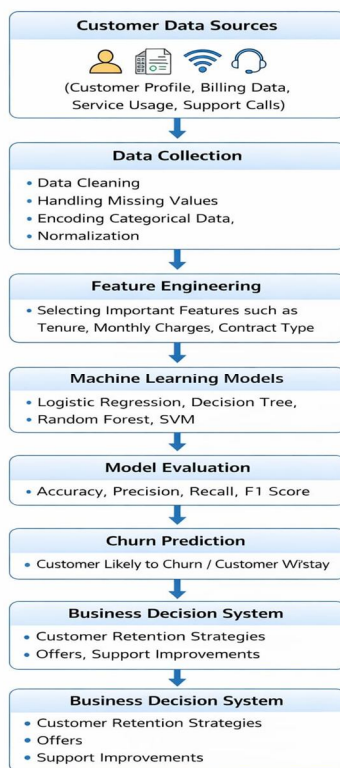 Customer Data Sources
(Customer Profile, Billing Data,
Service Usage, Support Calls)
Data Collection
• Data Cleaning
• Handling Missing Values
• Encoding Categorical Data,
• Normalization
Feature Engineering
• Selecting Important Features such as
Tenure, Monthly Charges, Contract Type
Machine Learning Models
• Logistic Regression, Decision Tree,
• Random Forest, SVM
Model Evaluation
• Accuracy, Precision, Recall, F1 Score
Churn Prediction
• Customer Likely to Churn / Customer Wi'stay
Business Decision System
• Customer Retention Strategies
• Offers, Support Improvements
Business Decision System
• Customer Retention Strategies
• Offers
• Support Improvements